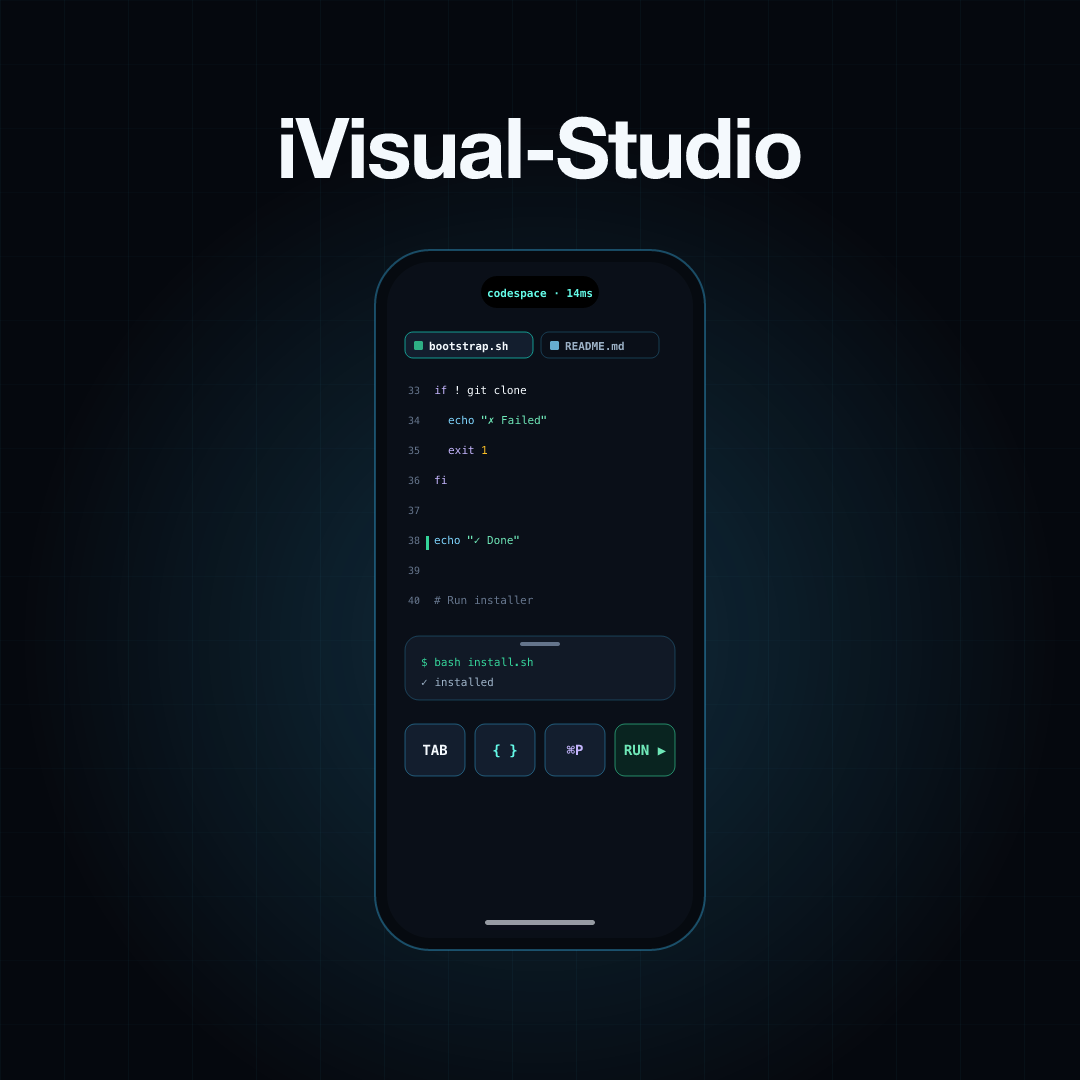 iVisual-Studio
codespace · 14ms
bootstrap.sh README.md
33 if ! git clone
34 echo "✗ Failed"
35 exit 1
36 fi
37
38 echo "✓ Done"
39
40 # Run installer
$ bash install.sh
✓ installed
TAB { } ⌘P RUN ▶